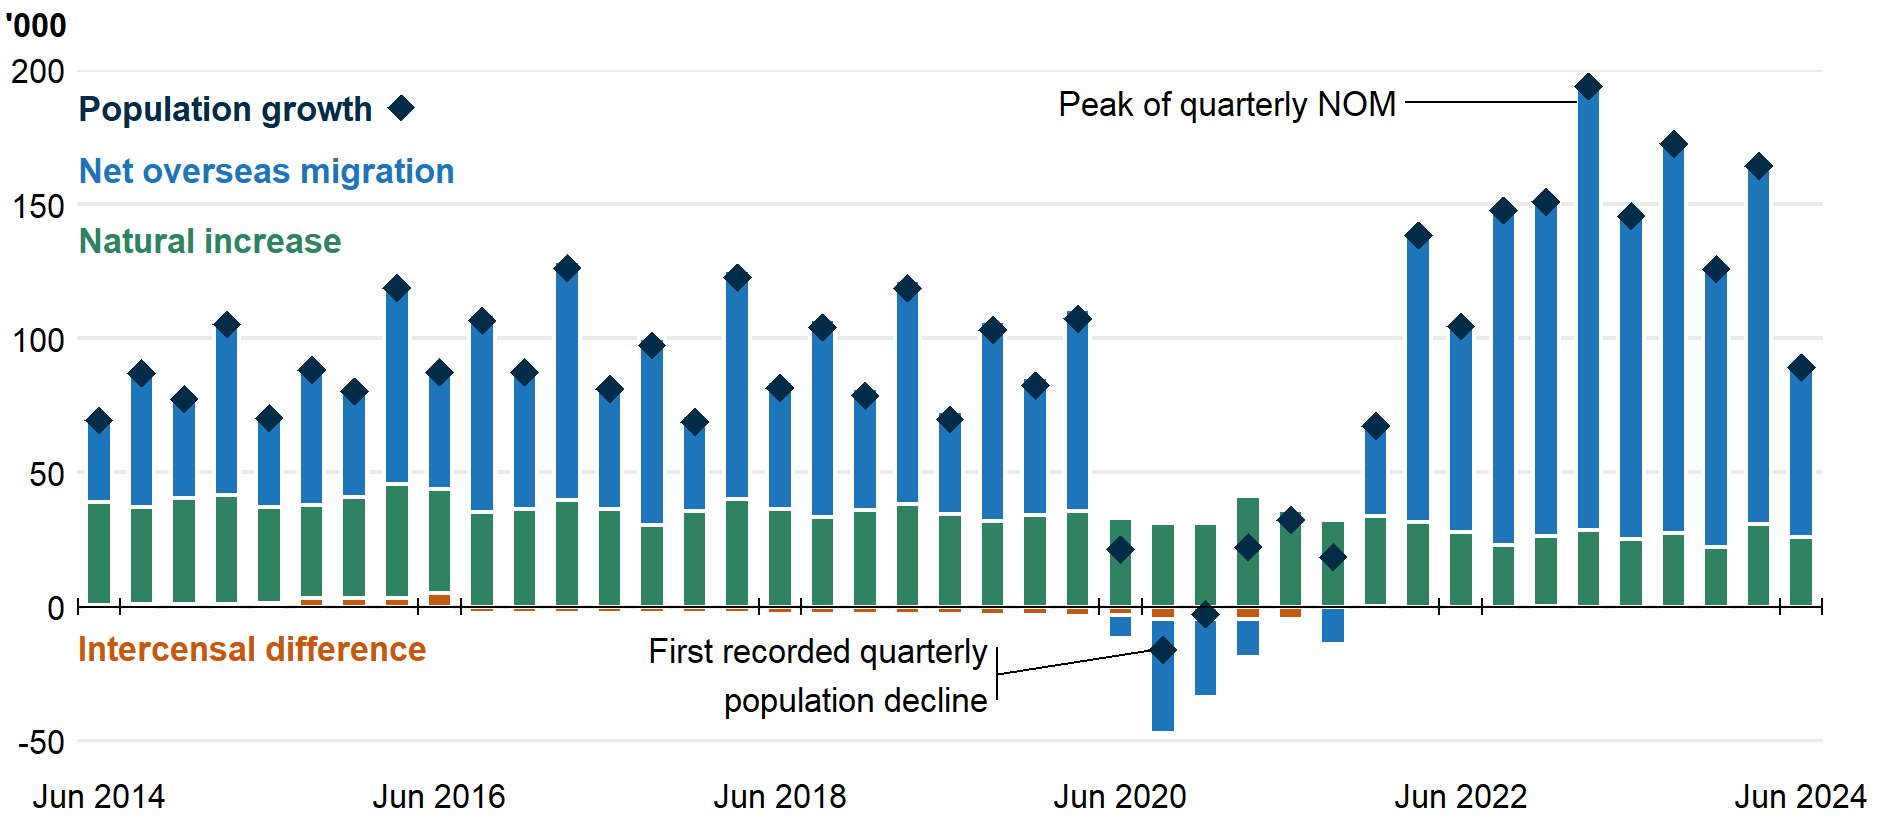 '000
200
Population growth
Peak of quarterly NOM
Net overseas migration
150
Natural increase
100
50
0
Intercensal difference
First recorded quarterly
population decline
-50
Jun 2014
Jun 2016
Jun 2018
Jun 2020
Jun 2022
Jun 2024